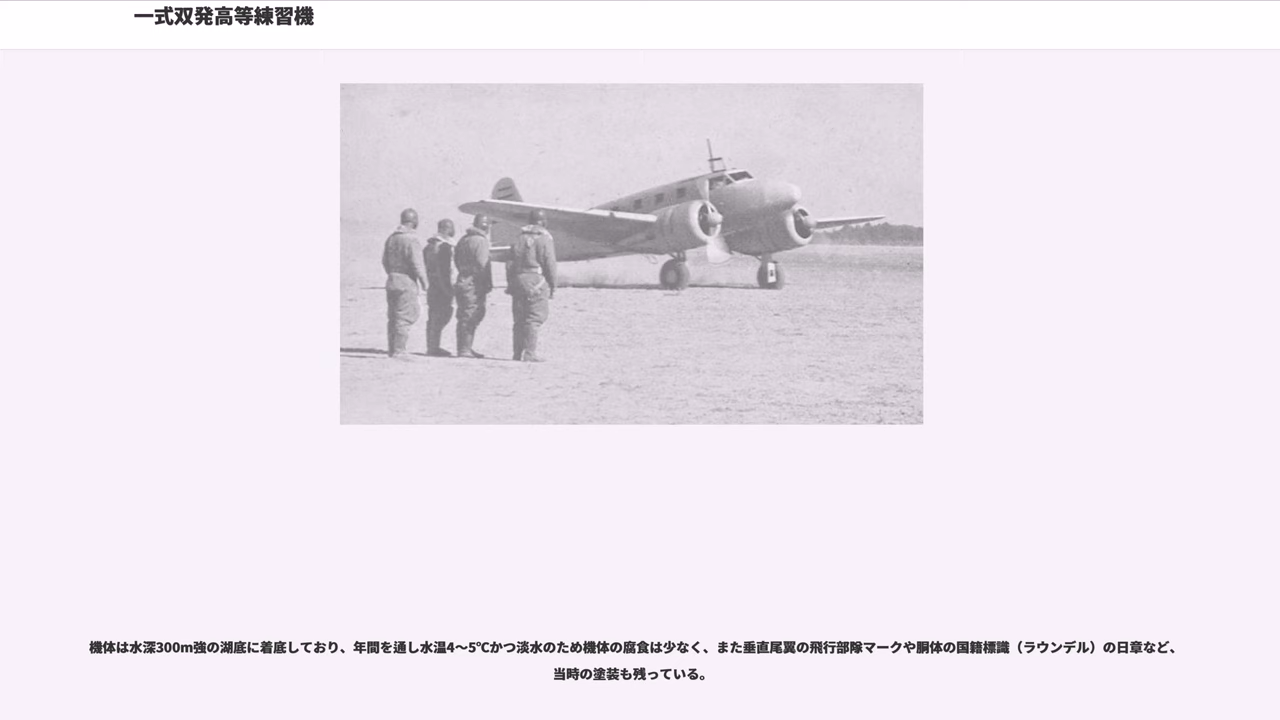 一式双発高等練習機
機体は水深300m強の湖底に着底しており、年間を通し水温4〜5℃かつ淡水のため機体の腐食は少なく、また垂直尾翼の飛行部隊マークや胴体の国籍標識（ラウンデル）の日章など、
当時の塗装も残っている。